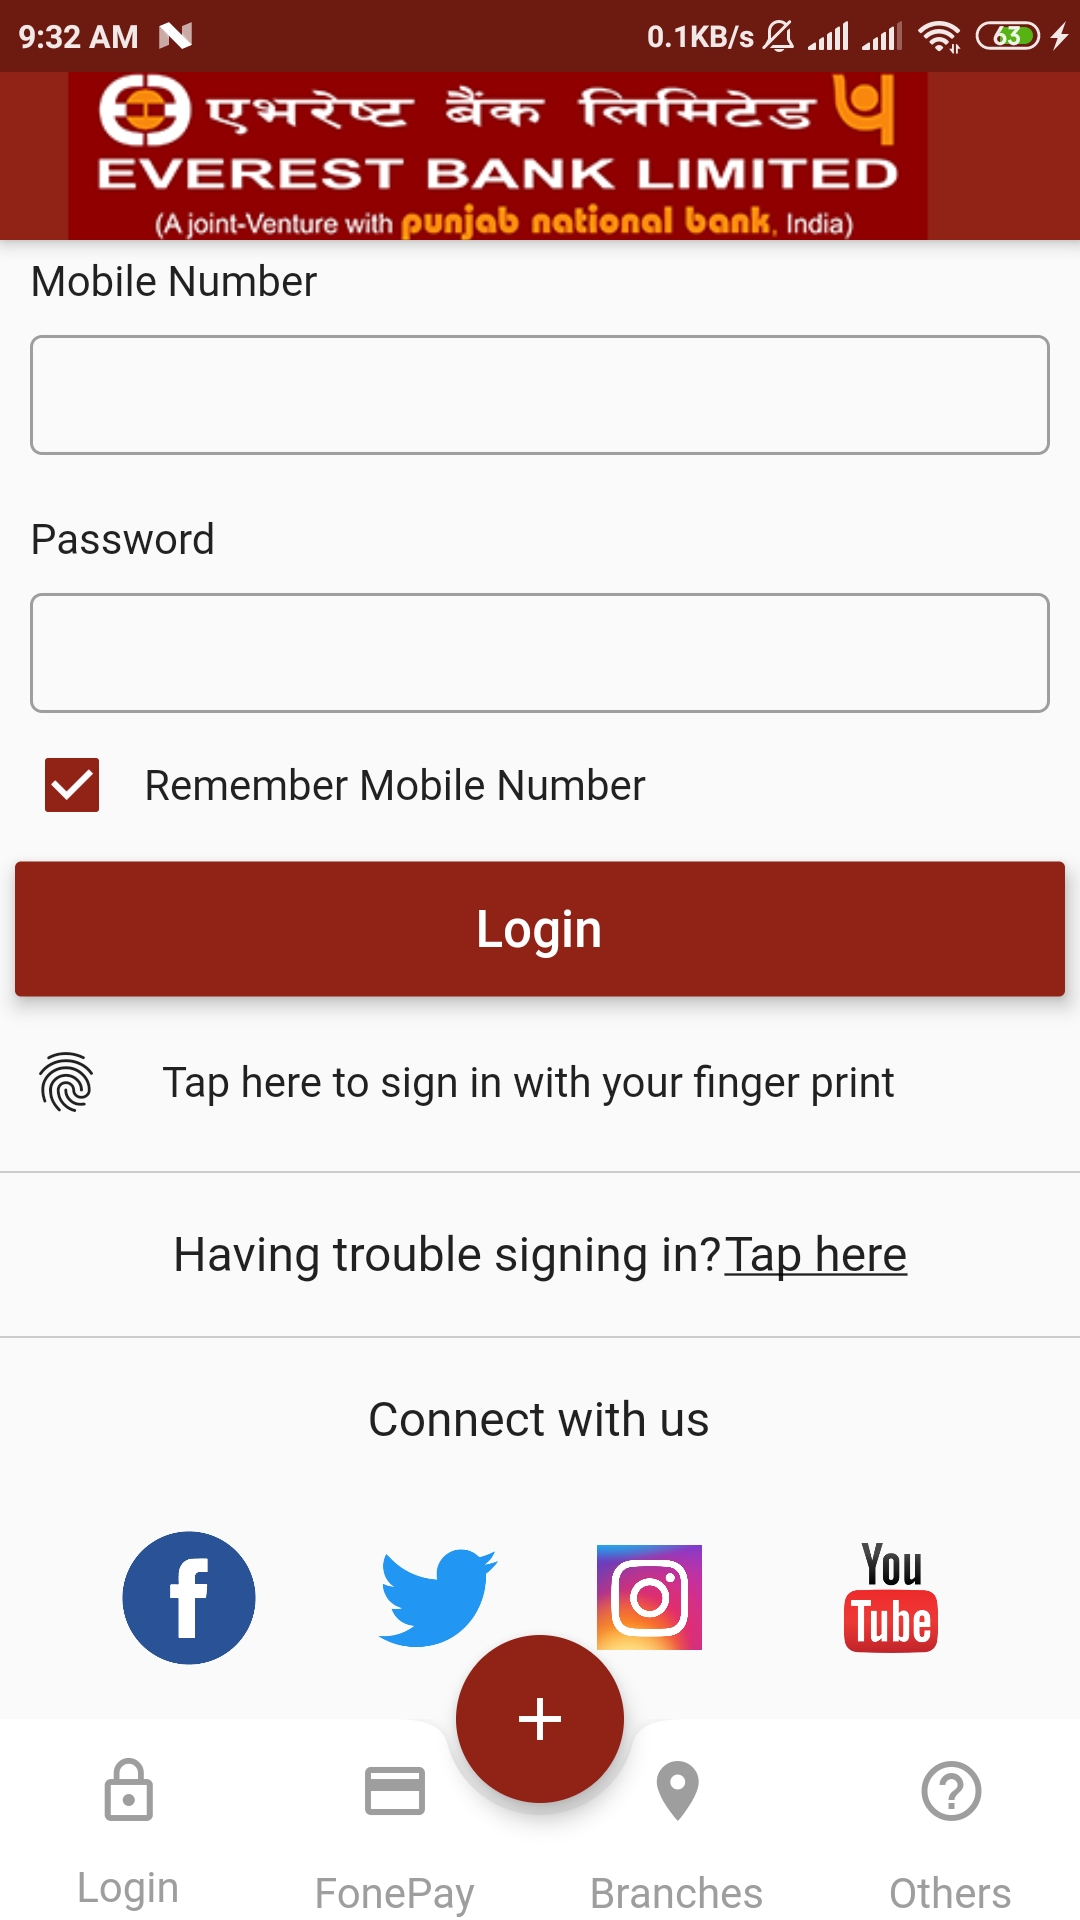 9:32 AM 0.1KB/s 63
एभरेष्ट बैंक लिमिटेड
EVEREST BANK LIMITED
(A joint-Venture with punjab national bank, India)
Mobile Number
Password
Remember Mobile Number
Login
Tap here to sign in with your finger print
Having trouble signing in? Tap here
Connect with us
You
Tube
Login FonePay Branches Others